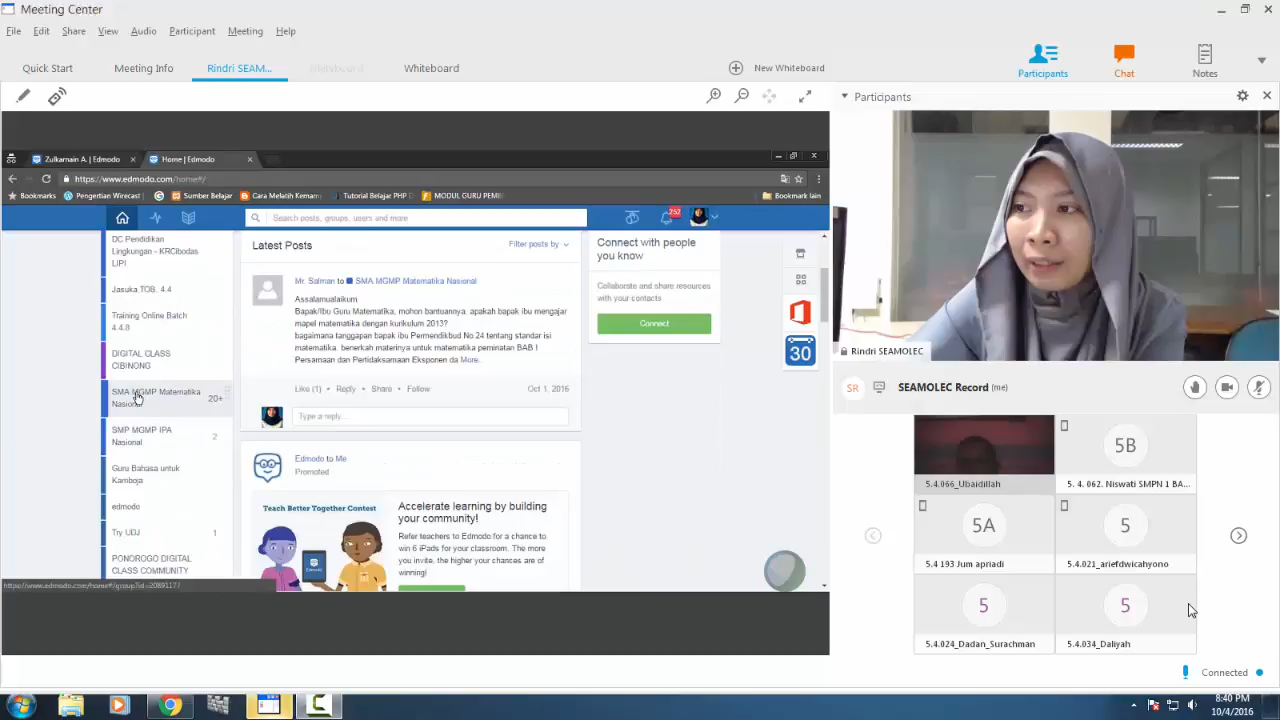 Meeting Center
File Edit Share View Audio Participant Meeting Help
Quick Start Meeting Info Rindri SEAM... Whiteboard Whiteboard
New Whiteboard
Participants Chat Notes
Zulkarnain A. | Edmodo Home | Edmodo
https://www.edmodo.com/home#/
Bookmarks Pengertian Wirecast Sumber Belajar Cara Melatih Keman Tutorial Belajar PHP D MODUL GURU PEMB Bookmark lain
Search posts, groups, users and more
252
DC Pendidikan
Lingkungan - KRCibodas
LIPI
Jasuka TOB. 4.4
Training Online Batch
4.4.8
DIGITAL CLASS
CIBINONG
SMA MGMP Matematika
Nasional
20+
SMP MGMP IPA
Nasional
2
Guru Bahasa untuk
Kamboja
edmodo
Try UDJ
1
PONOROGO DIGITAL
CLASS COMMUNITY
https://www.edmodo.com/home#/group?id=2089117/
Latest Posts
Filter posts by
Mr. Salman to SMA MGMP Matematika Nasional
Assalamualaikum
Bapak/Ibu Guru Matematika, mohon bantuannya. apakah bapak ibu mengajar
mapel matematika dengan kurikulum 2013?
bagaimana tanggapan bapak ibu Permendikbud No 24 tentang standar isi
matematika. benerkah materinya untuk matematika peminatan BAB !
Persamaan dan Pertidaksamaan Eksponen da More..
Like (1) • Reply • Share • Follow
Oct 1, 2016
Type a reply...
Edmodo to Me
Promoted
Teach Better Together Contest
edmodo
Accelerate learning by building
your community!
Refer teachers to Edmodo for a chance to
win 6 iPads for your classroom. The more
you invite, the higher your chances are of
winning!
Connect with people
you know
Collaborate and share resources
with your contacts
Connect
30
Participants
Rindri SEAMOLEC
SR
SEAMOLEC Record (me)
5.4.066_Ubaidillah
5B
5. 4. 062. Niswati SMPN 1 BA...
5A
5.4 193 Jum apriadi
5
5.4.021_ariefdwicahyono
5
5.4.024_Dadan_Surachman
5
5.4.034_Daliyah
Connected
8:40 PM
10/4/2016